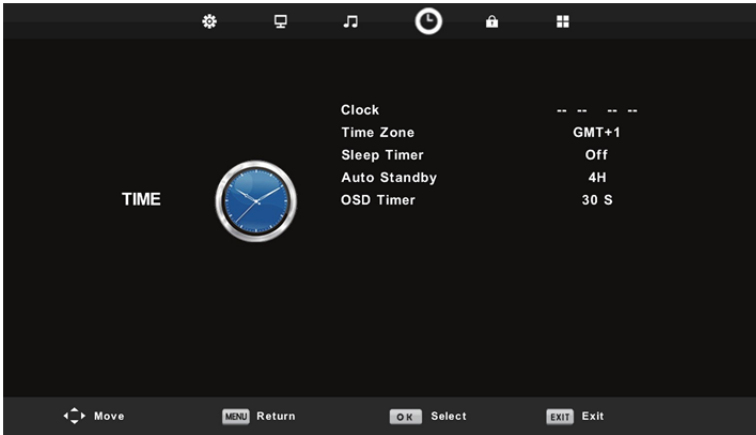 Clock -- -- -- --
Time Zone GMT+1
Sleep Timer Off
Auto Standby 4H
TIME
OSD Timer 30 S
Move MENU Return OK Select EXIT Exit